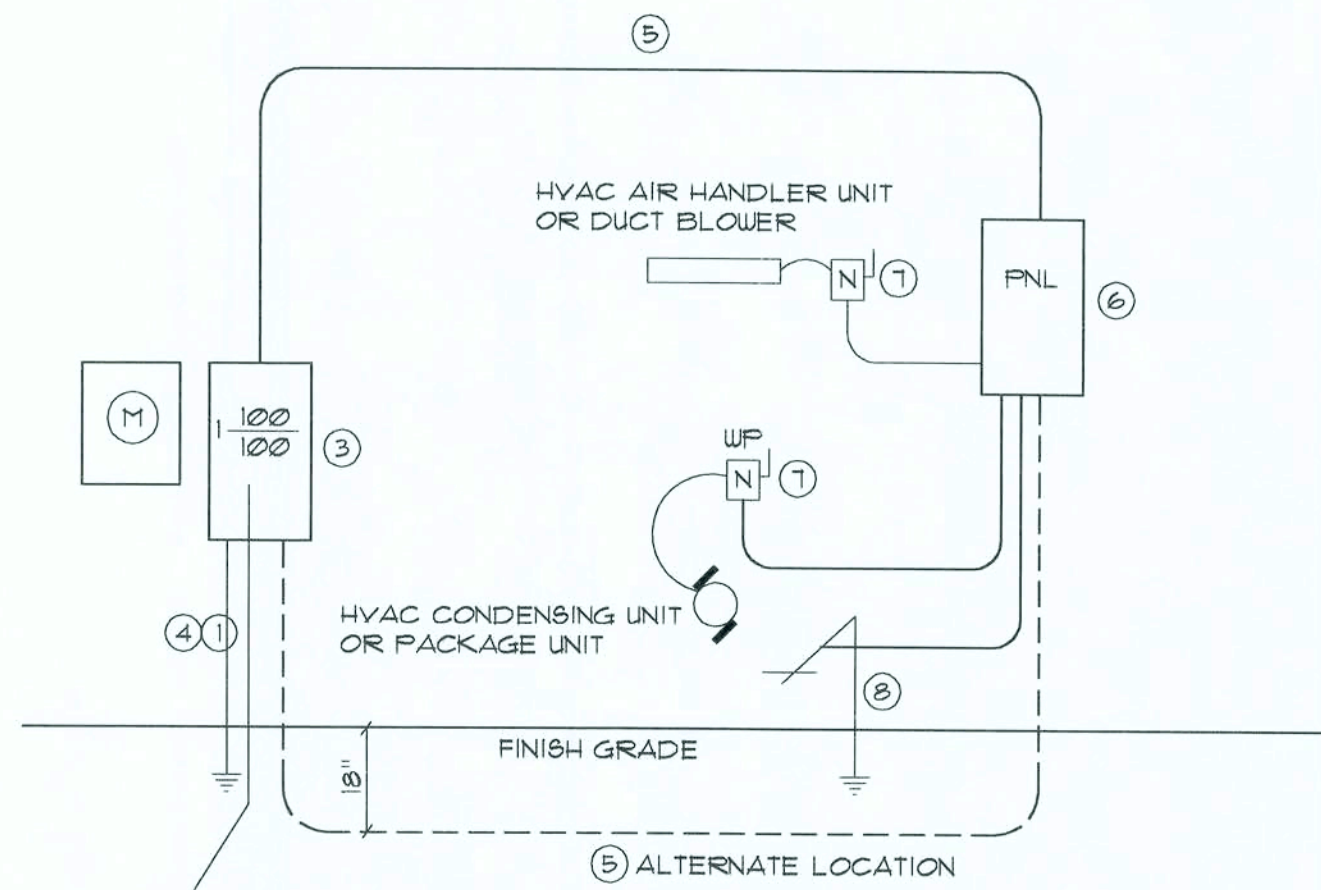 5
HVAC AIR HANDLER UNIT
OR DUCT BLOWER
N 7
PNL
6
M
1 100
100
3
WP
N 7
4 1
HVAC CONDENSING UNIT
OR PACKAGE UNIT
8
FINISH GRADE
18"
5 ALTERNATE LOCATION